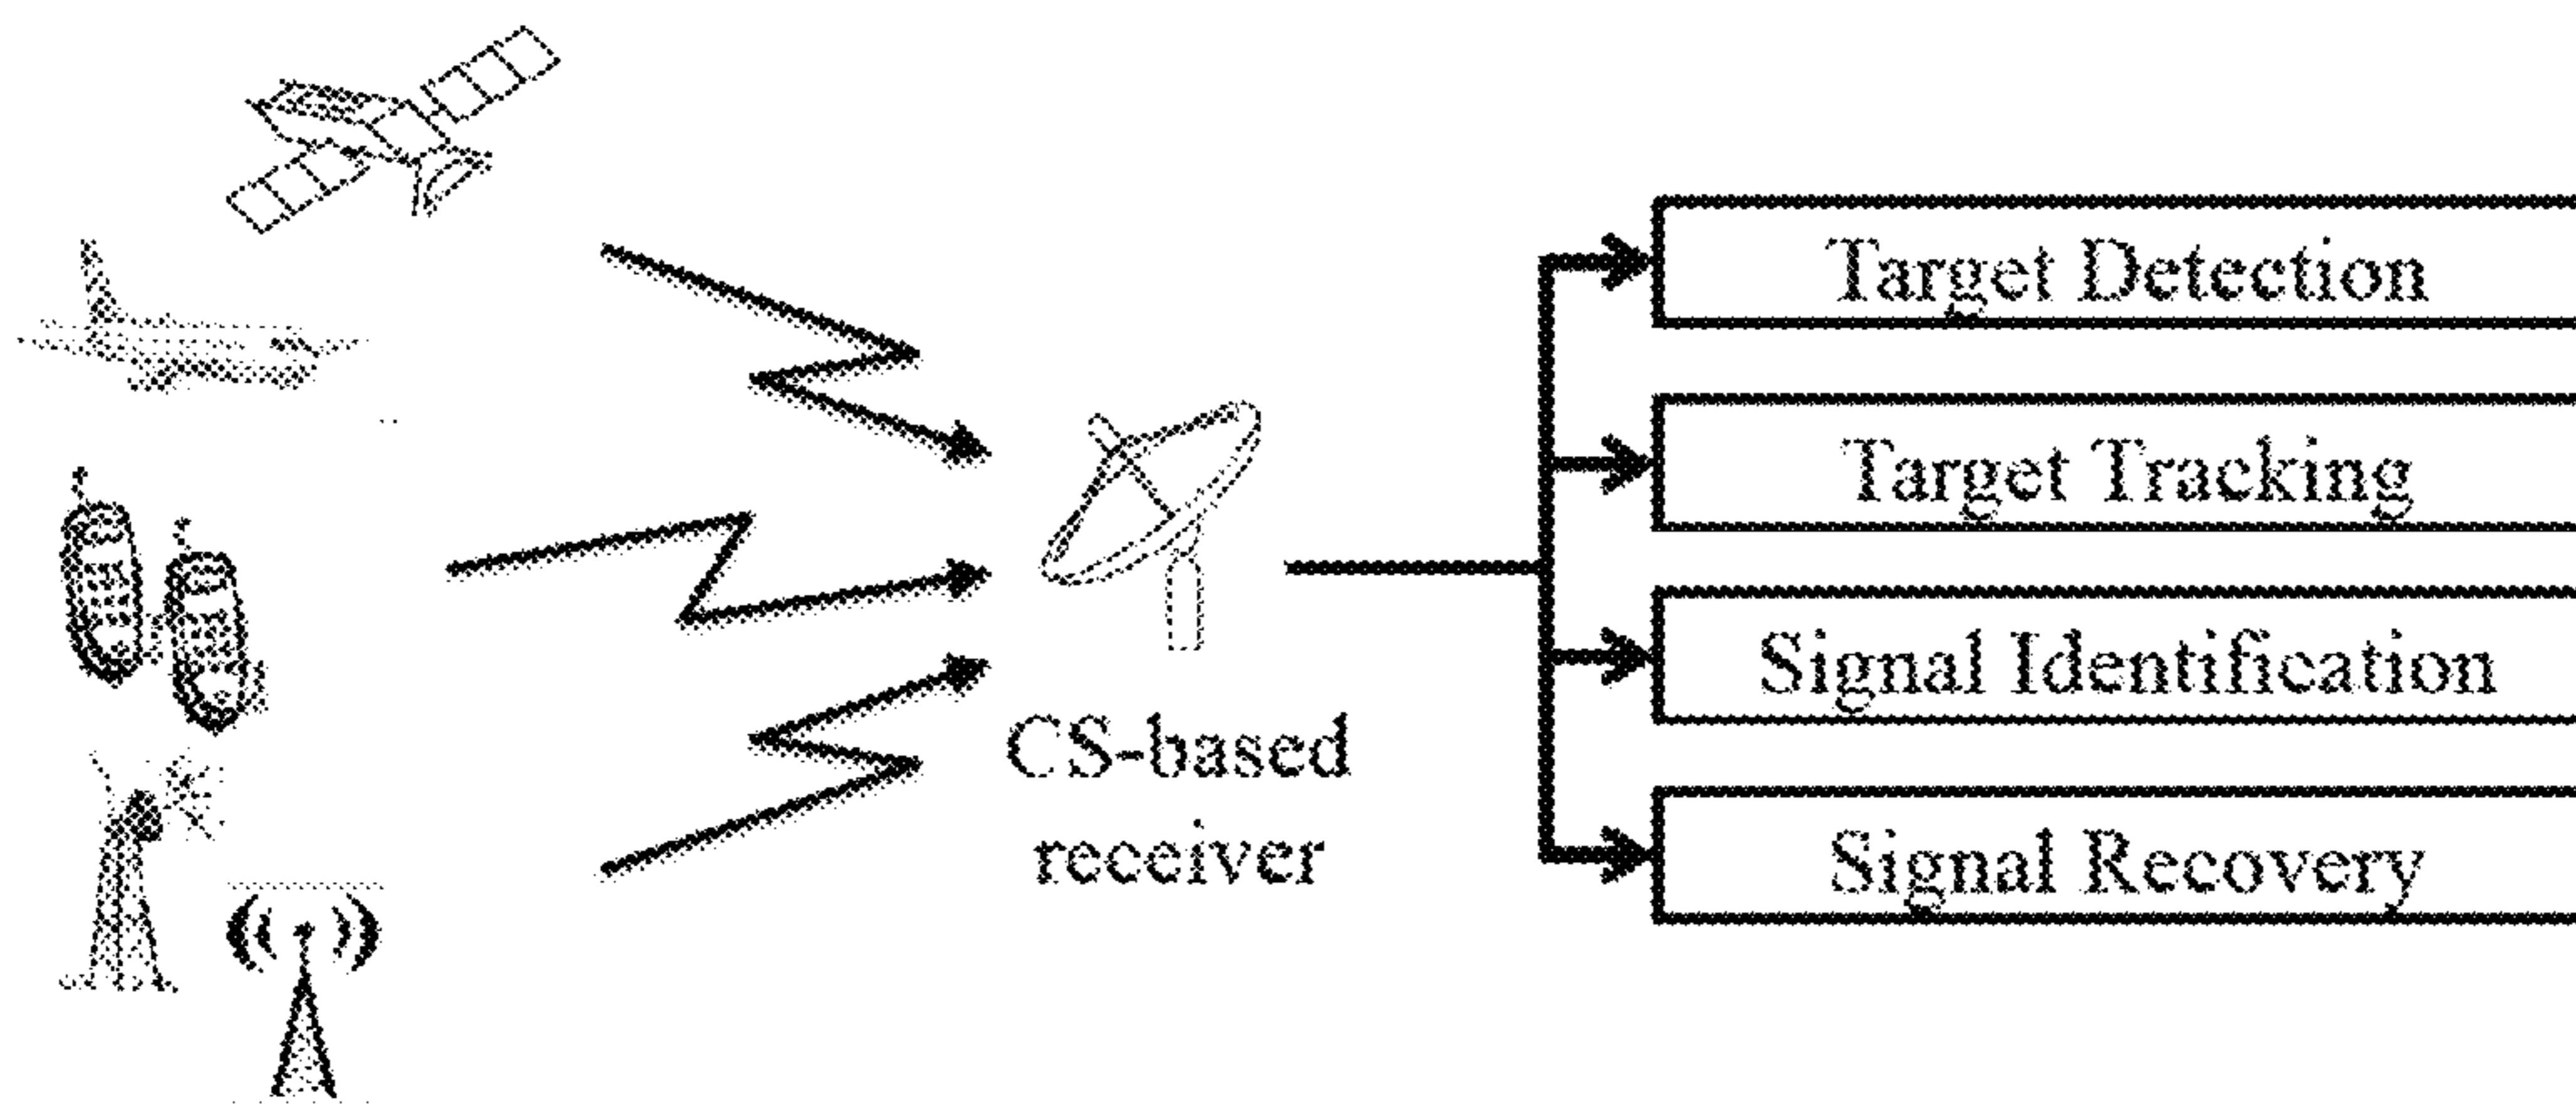 Target Detection
Target Tracking
Signal Identification
Signal Recovery
CS-based
receiver